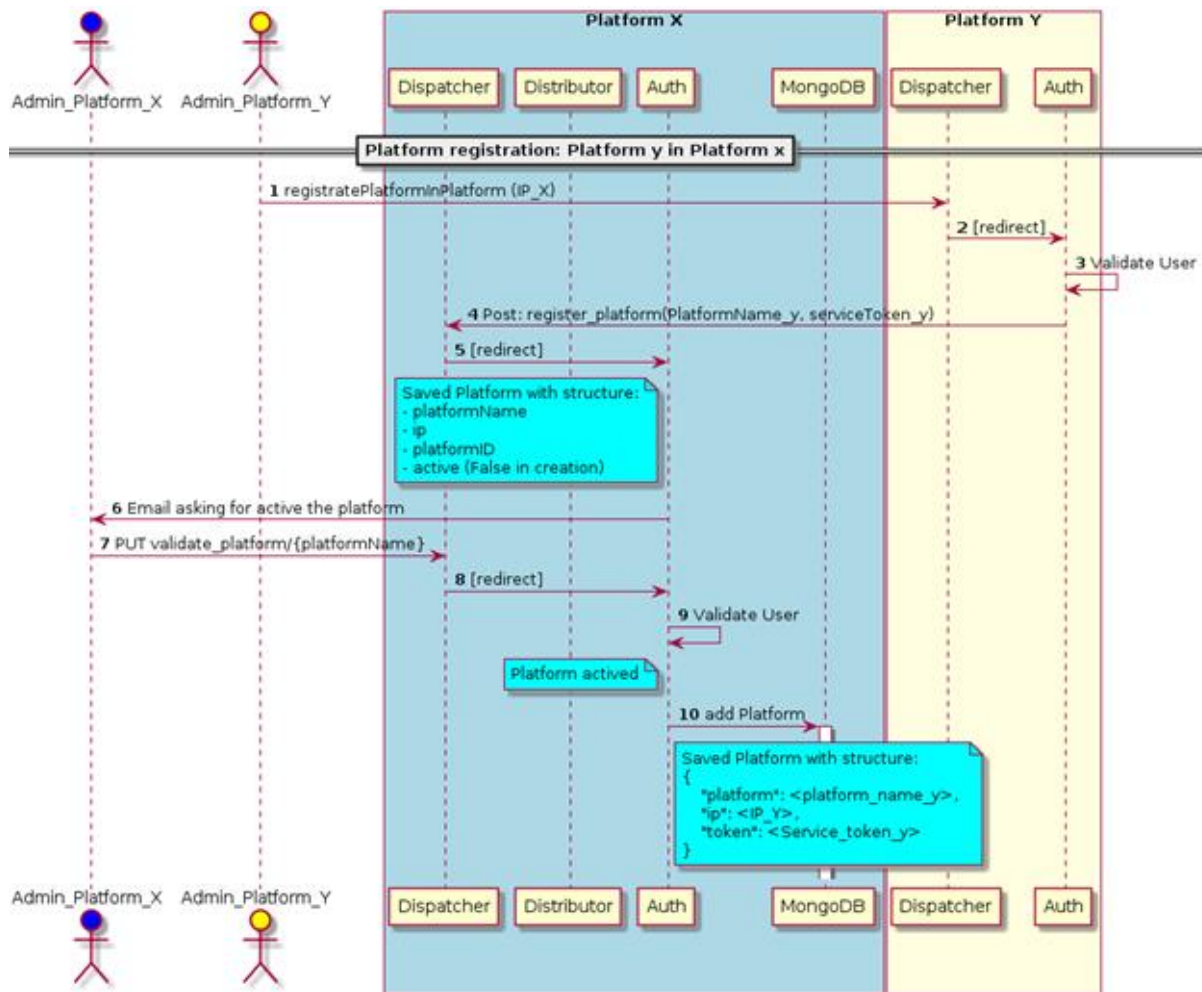 Platform X
Platform Y
Admin_Platform_X
Admin_Platform_Y
Dispatcher
Distributor
Auth
MongoDB
Dispatcher
Auth
Platform registration: Platform y in Platform x
1 registratePlatformInPlatform (IP_X)
2 [redirect]
3 Validate User
4 Post: register_platform(PlatformName_y, serviceToken_y)
5 [redirect]
Saved Platform with structure:
- platformName
- ip
- platformID
- active (False in creation)
6 Email asking for active the platform
7 PUT validate_platform/{platformName}
8 [redirect]
9 Validate User
Platform actived
10 add Platform
Saved Platform with structure:
{
"platform": <platform_name_y>,
"ip": <IP_Y>,
"token": <Service_token_y>
}
Admin_Platform_X
Admin_Platform_Y
Dispatcher
Distributor
Auth
MongoDB
Dispatcher
Auth